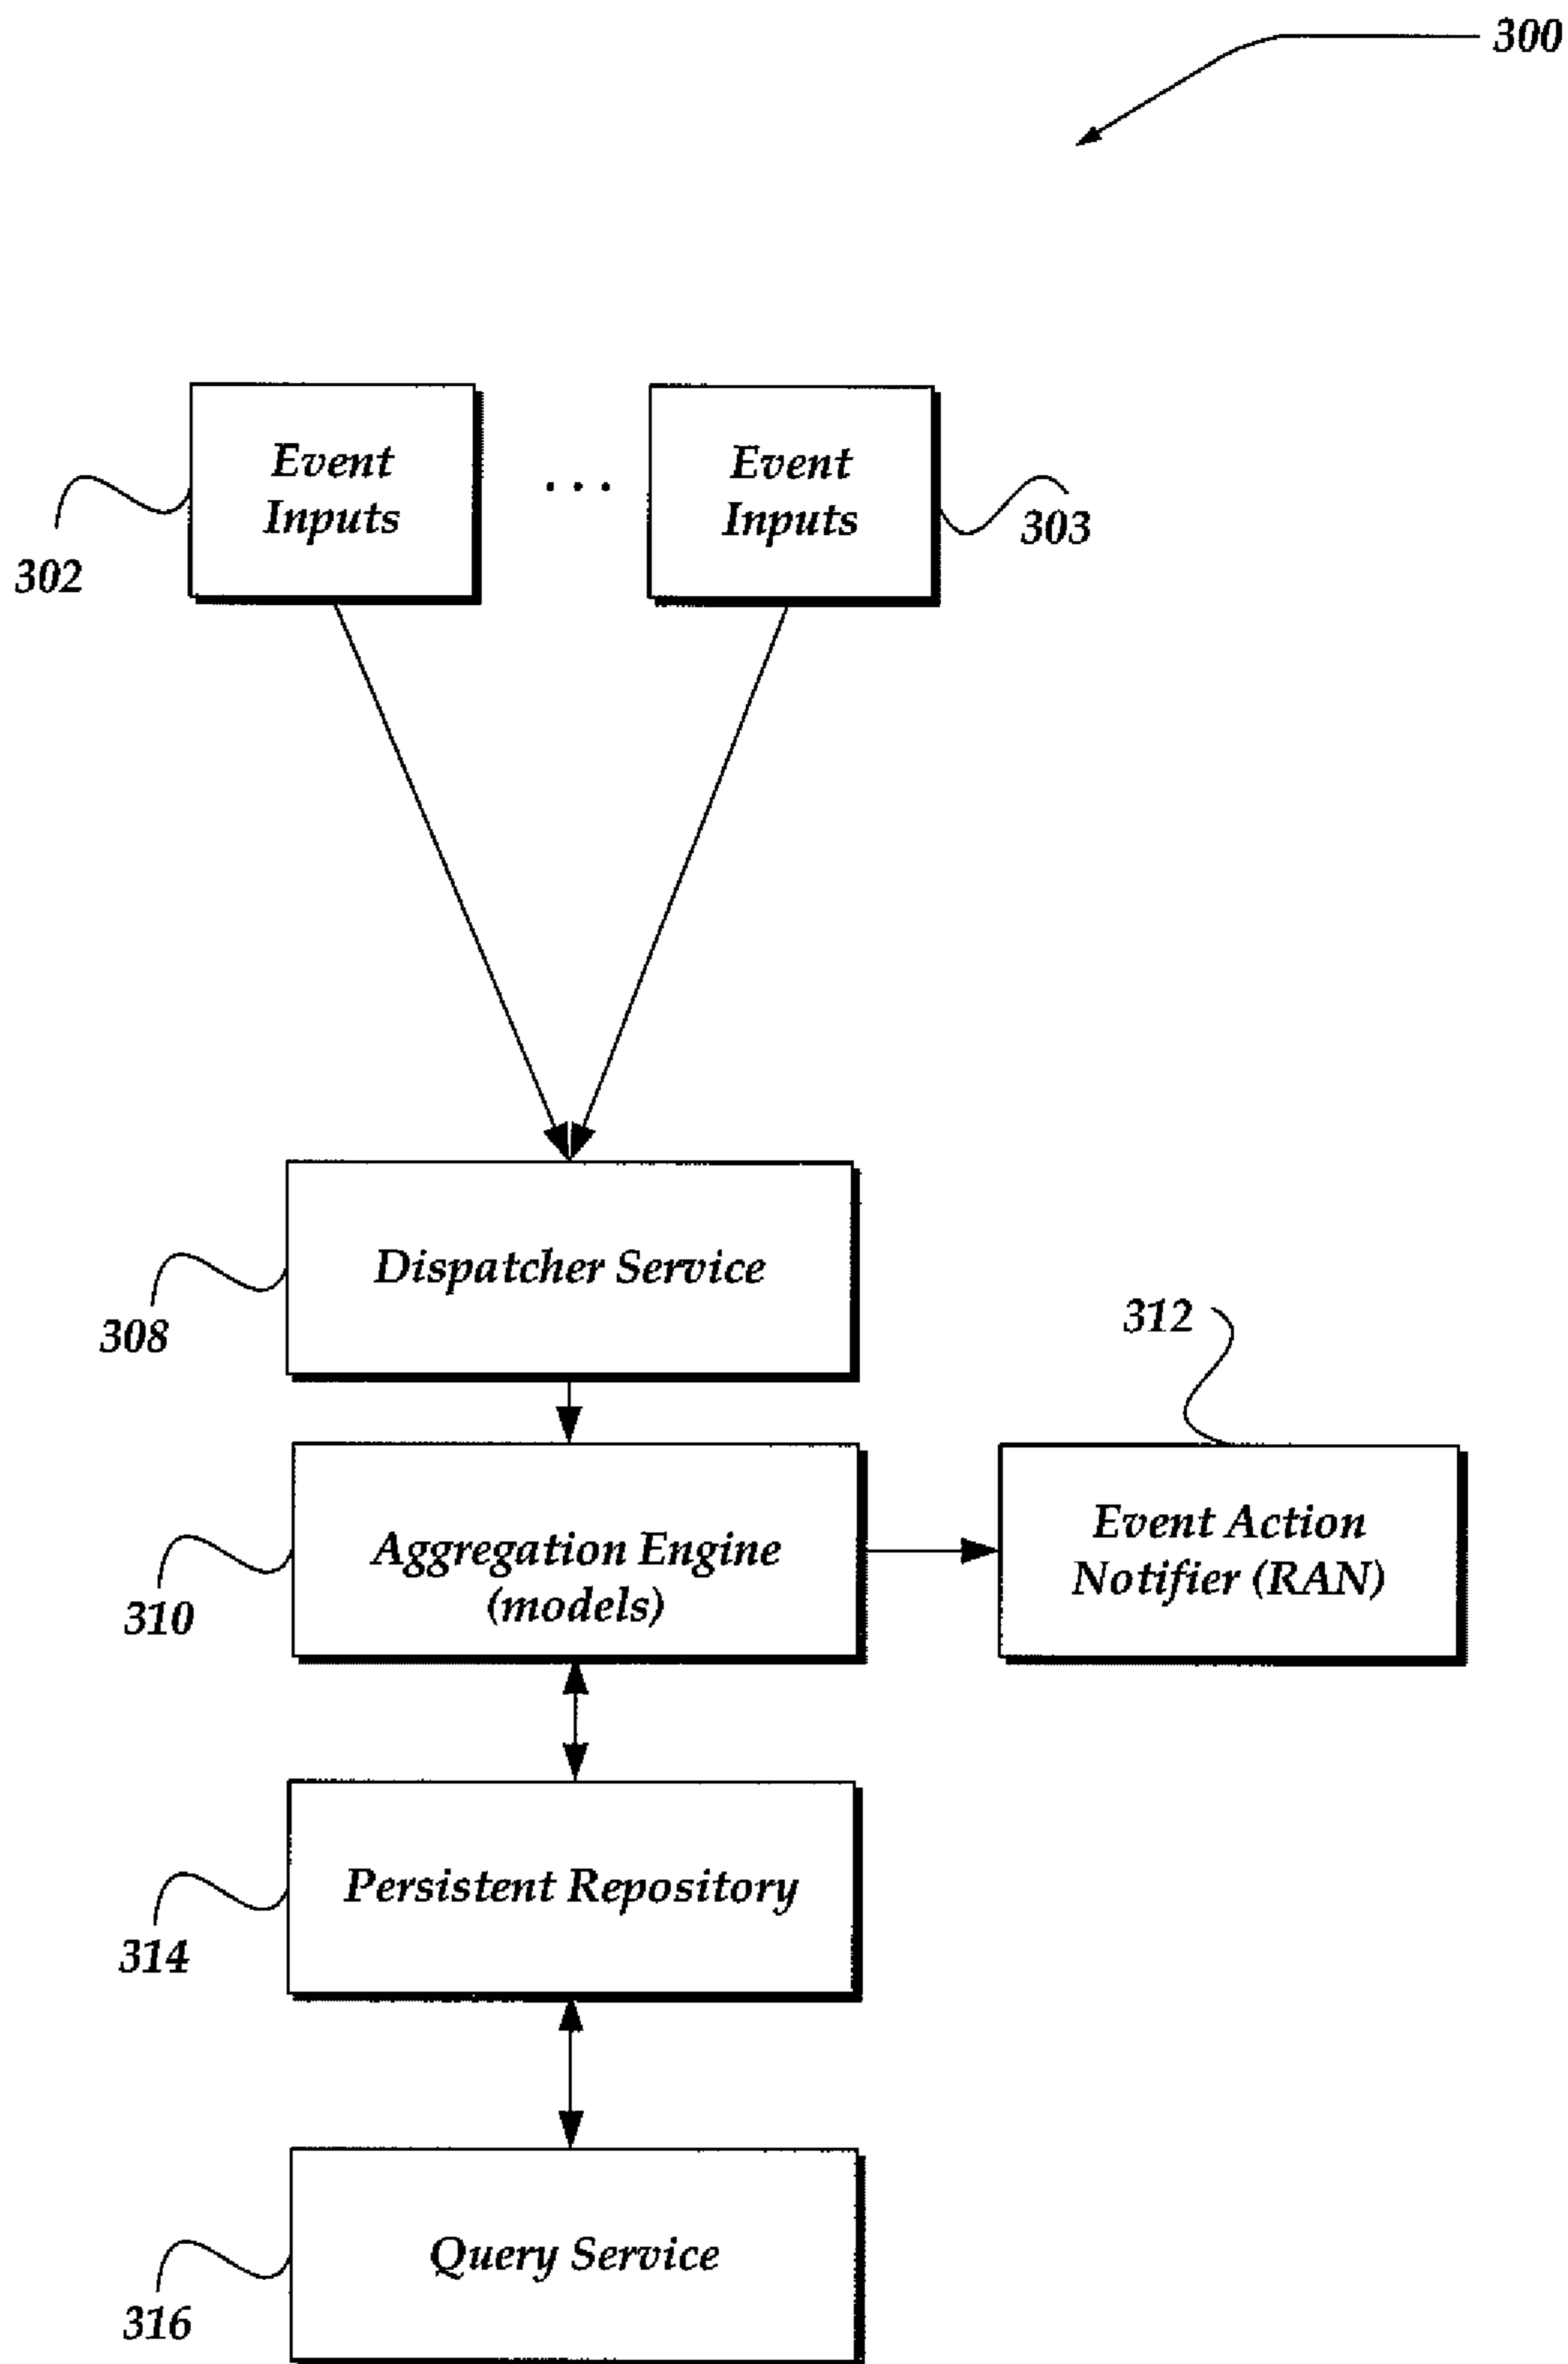 300
Event
Inputs
...
Event
Inputs
302
303
Dispatcher Service
308
312
Aggregation Engine
(models)
310
Event Action
Notifier (RAN)
Persistent Repository
314
Query Service
316